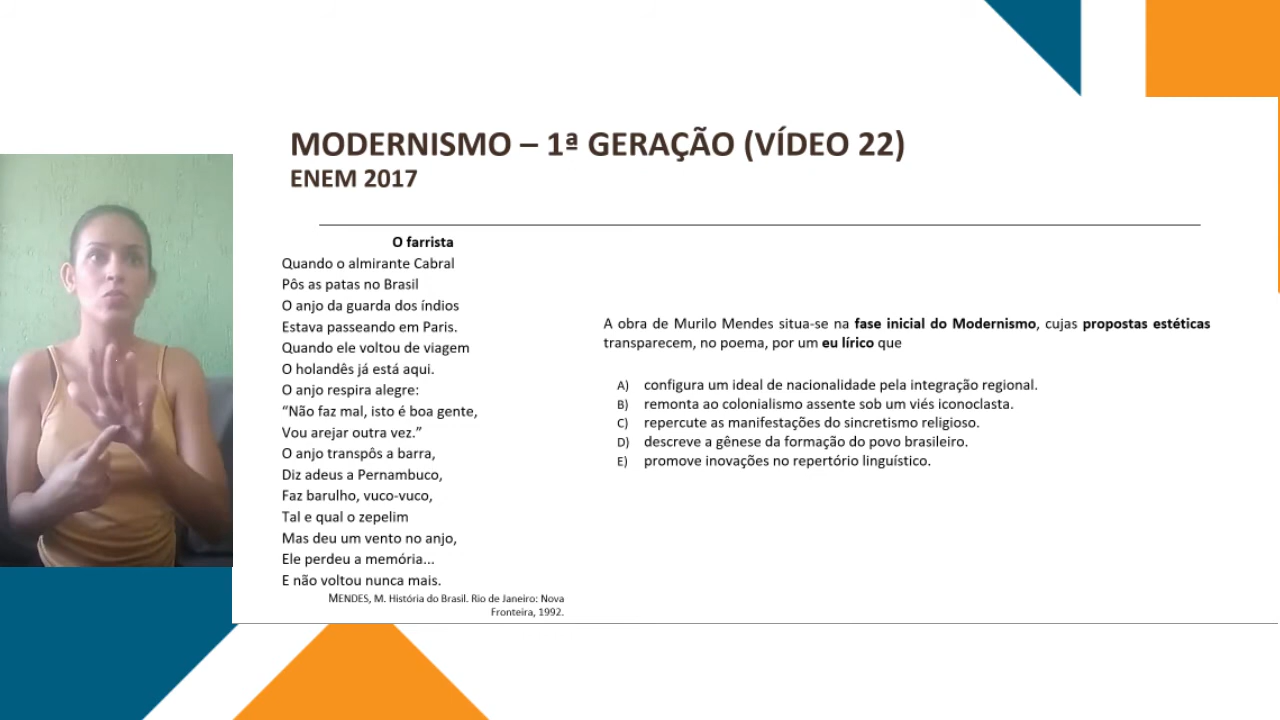 MODERNISMO – 1ª GERAÇÃO (VÍDEO 22)
ENEM 2017
O farrista
Quando o almirante Cabral
Pôs as patas no Brasil
O anjo da guarda dos índios
Estava passeando em Paris.
Quando ele voltou de viagem
O holandês já está aqui.
O anjo respira alegre:
“Não faz mal, isto é boa gente,
Vou arejar outra vez.”
O anjo transpôs a barra,
Diz adeus a Pernambuco,
Faz barulho, vuco-vuco,
Tal e qual o zepelim
Mas deu um vento no anjo,
Ele perdeu a memória...
E não voltou nunca mais.
MENDES, M. História do Brasil. Rio de Janeiro: Nova
Fronteira, 1992.
A obra de Murilo Mendes situa-se na fase inicial do Modernismo, cujas propostas estéticas
transparecem, no poema, por um eu lírico que
A) configura um ideal de nacionalidade pela integração regional.
B) remonta ao colonialismo assente sob um viés iconoclasta.
C) repercute as manifestações do sincretismo religioso.
D) descreve a gênese da formação do povo brasileiro.
E) promove inovações no repertório linguístico.